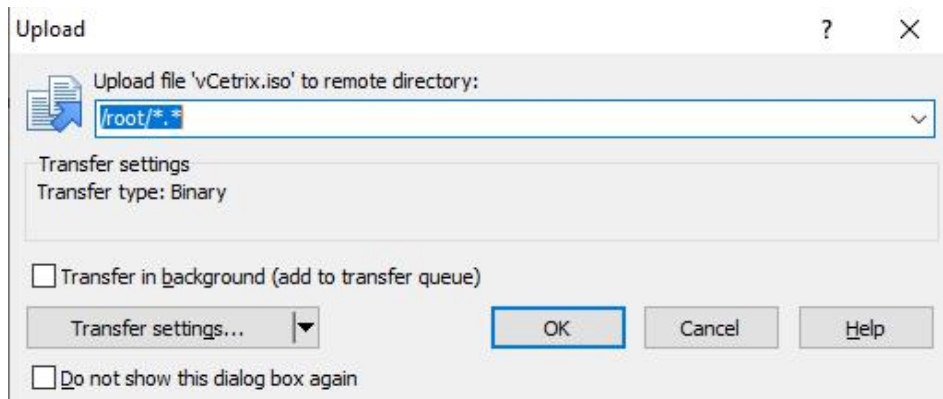 Upload ?
Upload file 'vCetrix.iso' to remote directory:
/root/*.*
Transfer settings
Transfer type: Binary
Transfer in background (add to transfer queue)
Transfer settings... OK Cancel Help
Do not show this dialog box again